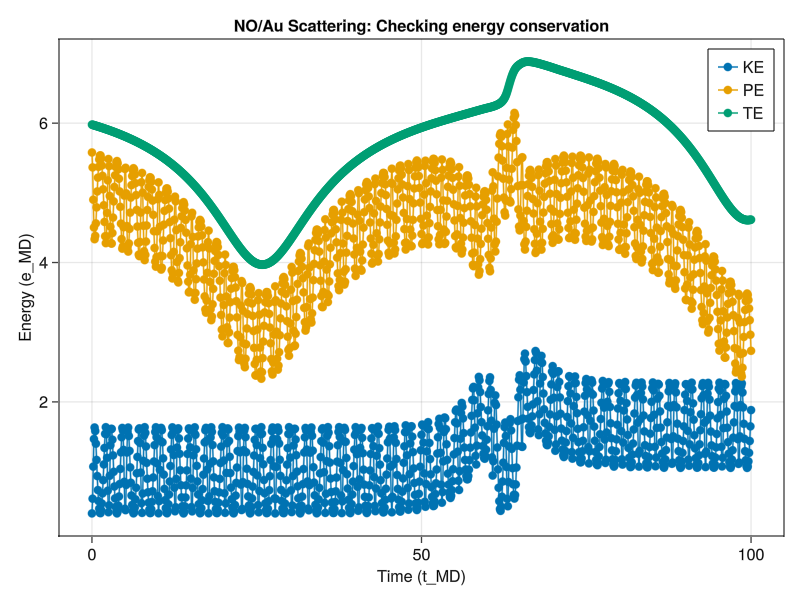 NO/Au Scattering: Checking energy conservation
KE
PE
TE
6
4
2
Energy (e_MD)
0
50
100
Time (t_MD)